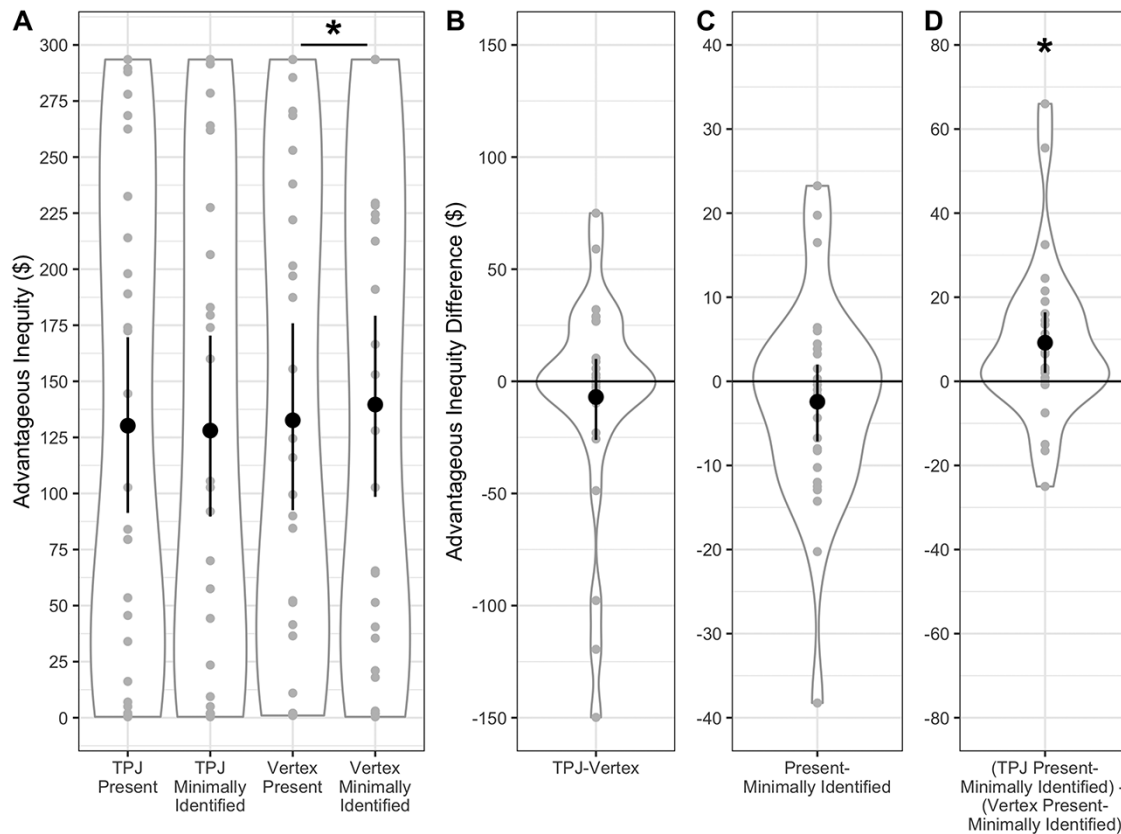 A
Advantageous Inequity ($)
300
275
250
225
200
175
150
125
100
75
50
25
0
*
TPJ
Present
TPJ
Minimally
Identified
Vertex
Present
Vertex
Minimally
Identified
B
Advantageous Inequity Difference ($)
150
100
50
0
-50
-100
-150
TPJ-Vertex
C
40
30
20
10
0
-10
-20
-30
-40
Present-
Minimally Identified
D
80
60
40
20
0
-20
-40
-60
-80
*
(TPJ Present-
Minimally Identified) -
(Vertex Present-
Minimally Identified)